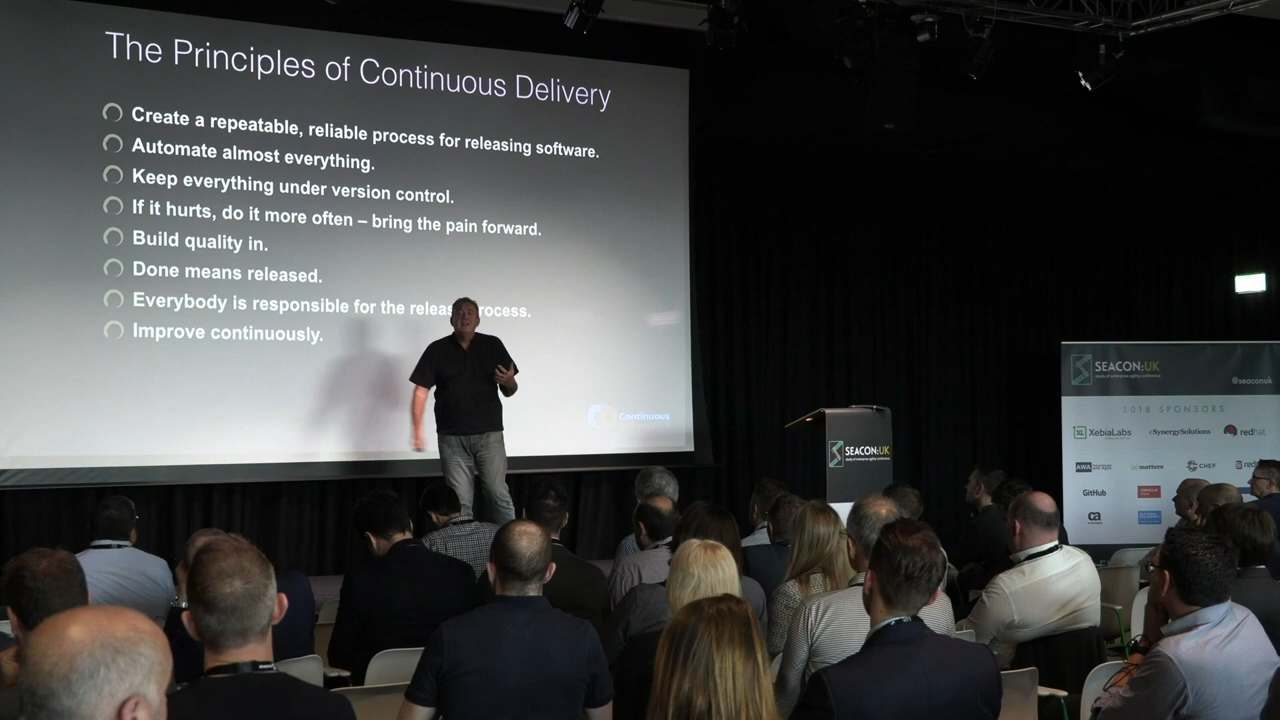 The Principles of Continuous Delivery
Create a repeatable, reliable process for releasing software.
Automate almost everything.
Keep everything under version control.
If it hurts, do it more often – bring the pain forward.
Build quality in.
Done means released.
Everybody is responsible for the
Improve continuously.
Continuous
SEACON:UK
SEACON:UK
@seaconuk
2018 SPONSORS
XL XebiaLabs
eSynergySolutions
redhat
AWA
matters
CHEF
GitHub
ca